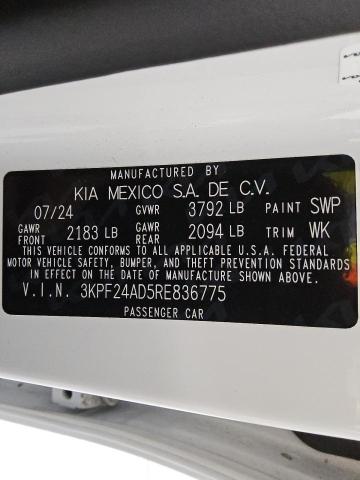 MANUFACTURED BY
KIA MEXICO S.A. DE C.V.
07/24 GVWR 3792 LB PAINT SWP
GAWR FRONT 2183 LB GAWR REAR 2094 LB TRIM WK
THIS VEHICLE CONFORMS TO ALL APPLICABLE U.S.A. FEDERAL
MOTOR VEHICLE SAFETY, BUMPER, AND THEFT PREVENTION STANDARDS
IN EFFECT ON THE DATE OF MANUFACTURE SHOWN ABOVE.
V.I.N. 3KPF24AD5RE836775
PASSENGER CAR